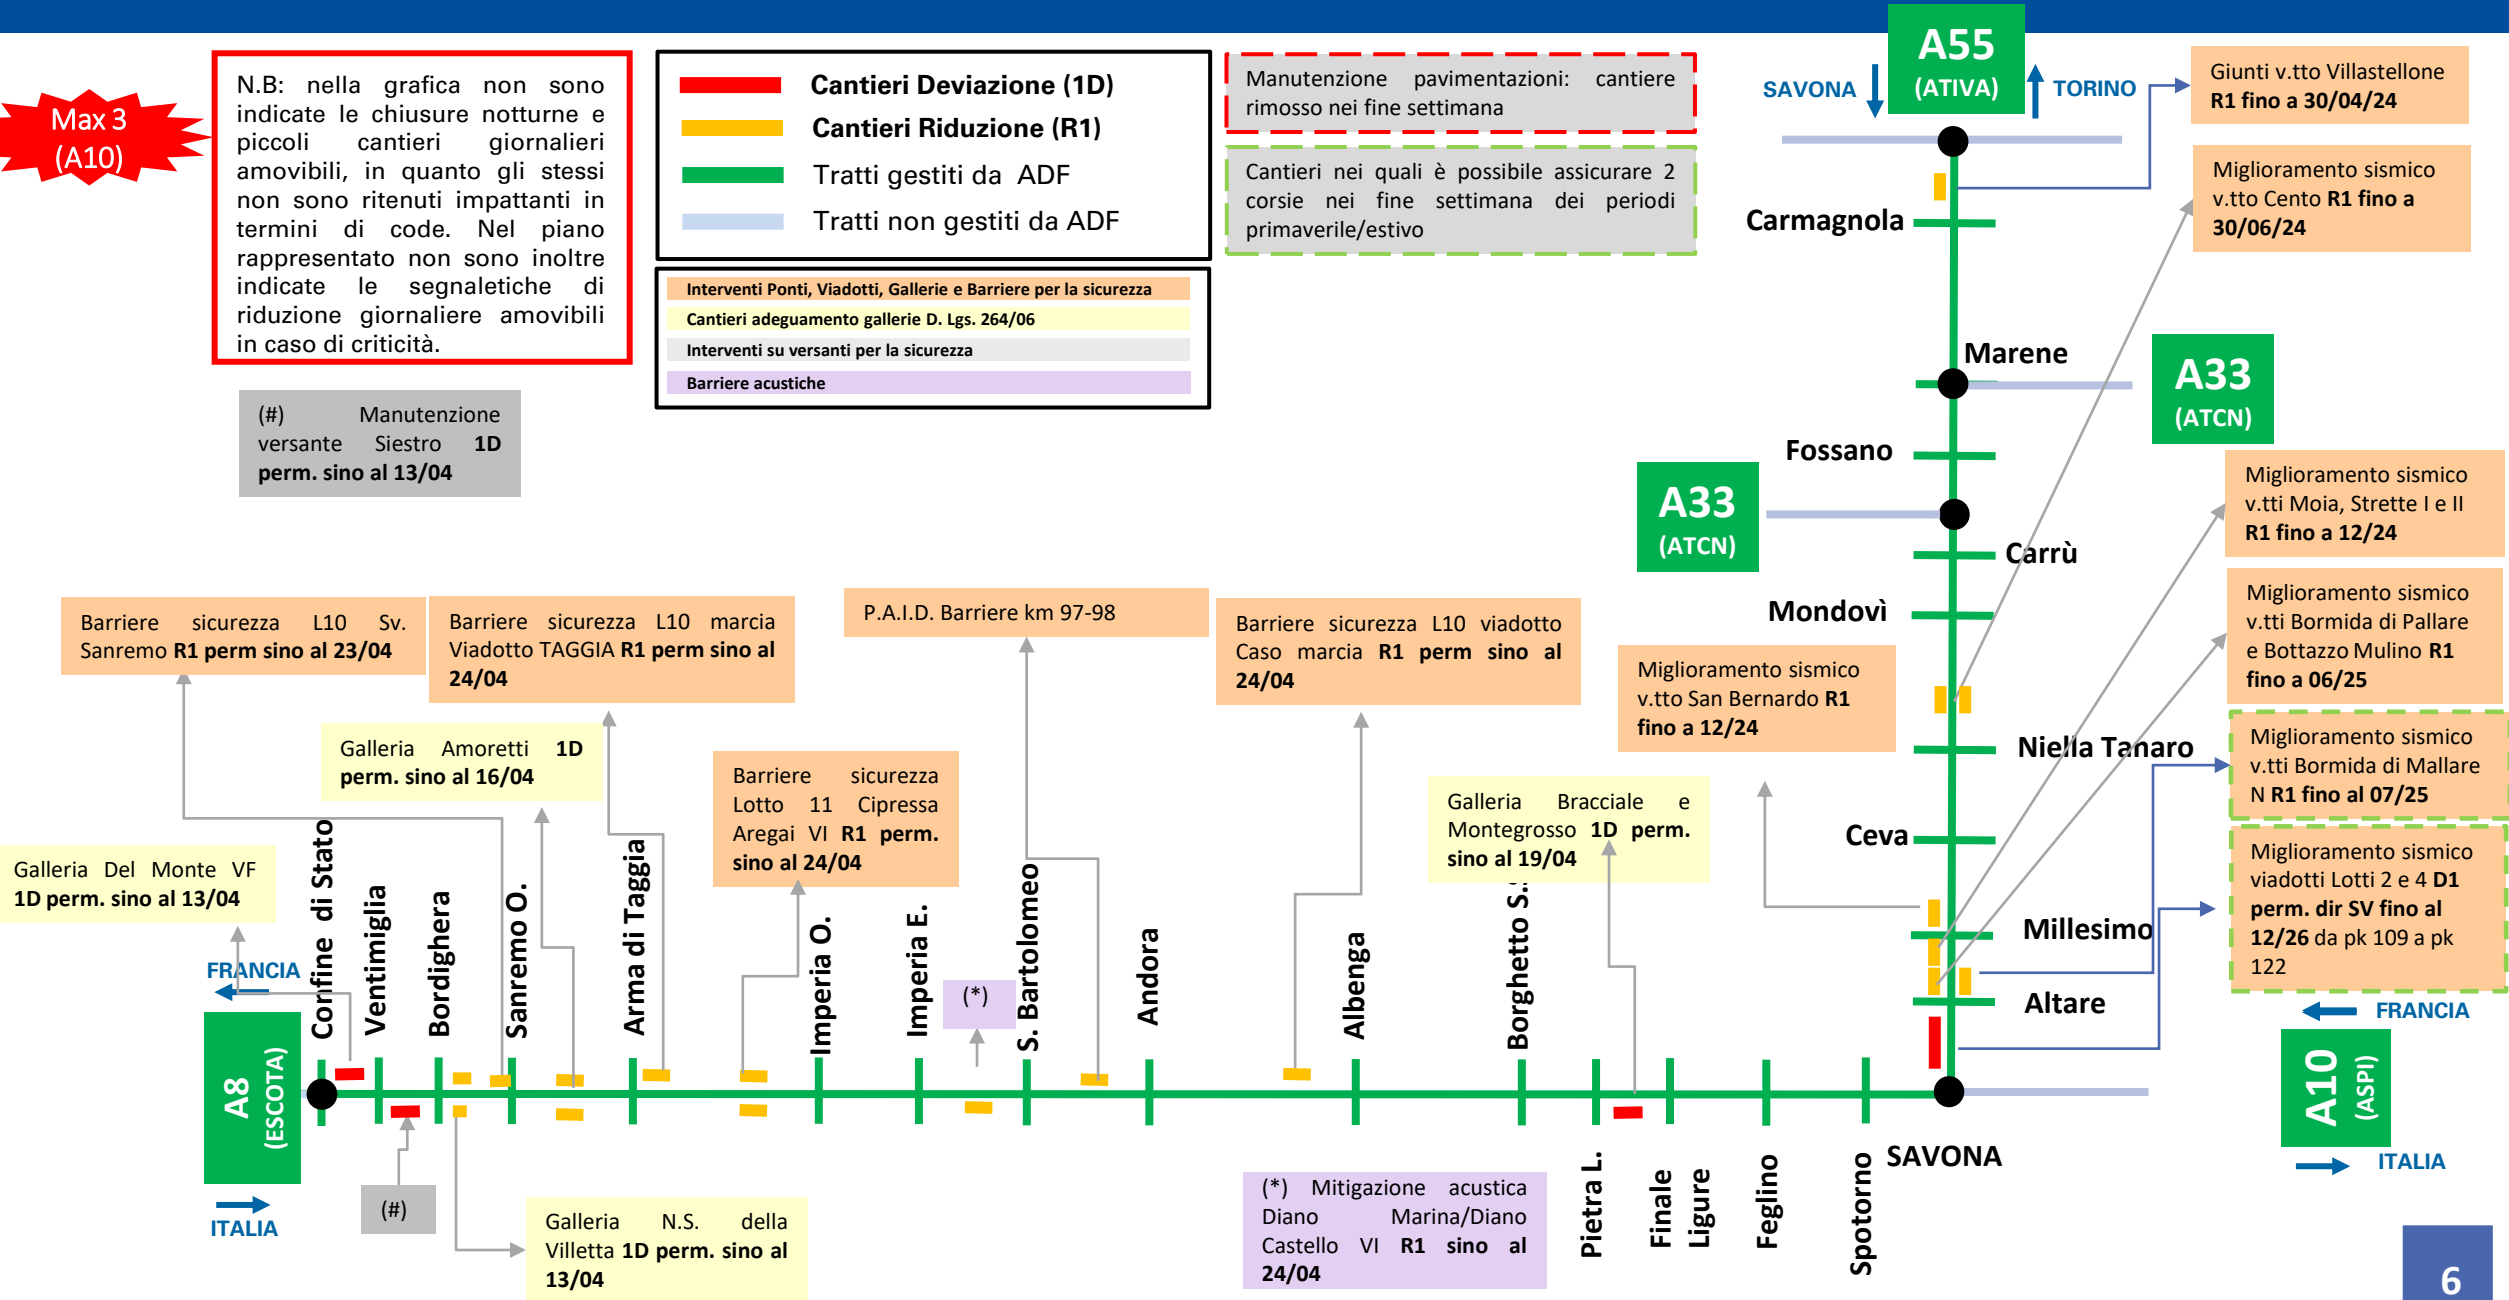 A55
(ATIVA)
SAVONA
TORINO
Max 3
(A10)
N.B: nella grafica non sono
indicate le chiusure notturne e
piccoli cantieri giornalieri
amovibili, in quanto gli stessi
non sono ritenuti impattanti in
termini di code. Nel piano
rappresentato non sono inoltre
indicate le segnaletiche di
riduzione giornaliere amovibili
in caso di criticità.
Cantieri Deviazione (1D)
Cantieri Riduzione (R1)
Tratti gestiti da ADF
Tratti non gestiti da ADF
Interventi Ponti, Viadotti, Gallerie e Barriere per la sicurezza
Cantieri adeguamento gallerie D. Lgs. 264/06
Interventi su versanti per la sicurezza
Barriere acustiche
Manutenzione pavimentazioni: cantiere
rimosso nei fine settimana
Cantieri nei quali è possibile assicurare 2
corsie nei fine settimana dei periodi
primaverile/estivo
Giunti v.tto Villastellone
R1 fino a 30/04/24
Miglioramento sismico
v.tto Cento R1 fino a
30/06/24
Carmagnola
Marene
A33
(ATCN)
Fossano
A33
(ATCN)
Carrù
Mondovì
Niella Tanaro
Ceva
Millesimo
Altare
(#) Manutenzione
versante Siestro 1D
perm. sino al 13/04
Miglioramento sismico
v.tti Moia, Strette I e II
R1 fino a 12/24
Miglioramento sismico
v.tti Bormida di Pallare
e Bottazzo Mulino R1
fino a 06/25
Miglioramento sismico
v.tti Bormida di Mallare
N R1 fino al 07/25
Miglioramento sismico
viadotti Lotti 2 e 4 D1
perm. dir SV fino al
12/26 da pk 109 a pk
122
Barriere sicurezza L10 Sv.
Sanremo R1 perm sino al 23/04
Barriere sicurezza L10 marcia
Viadotto TAGGIA R1 perm sino al
24/04
P.A.I.D. Barriere km 97-98
Barriere sicurezza L10 viadotto
Caso marcia R1 perm sino al
24/04
Miglioramento sismico
v.tto San Bernardo R1
fino a 12/24
Galleria Amoretti 1D
perm. sino al 16/04
Barriere sicurezza
Lotto 11 Cipressa
Aregai VI R1 perm.
sino al 24/04
Galleria Bracciale e
Montegrosso 1D perm.
sino al 19/04
Galleria Del Monte VF
1D perm. sino al 13/04
FRANCIA
A8
(ESCOTA)
ITALIA
Confine di Stato
Ventimiglia
Bordighera
Sanremo O.
Arma di Taggia
Imperia O.
Imperia E.
(*)
S. Bartolomeo
Andora
Albenga
Borghetto S.
Pietra L.
Finale
Ligure
Feglino
Spotorno
SAVONA
FRANCIA
A10
(ASPI)
ITALIA
(#)
Galleria N.S. della
Villetta 1D perm. sino al
13/04
(*) Mitigazione acustica
Diano Marina/Diano
Castello VI R1 sino al
24/04
6